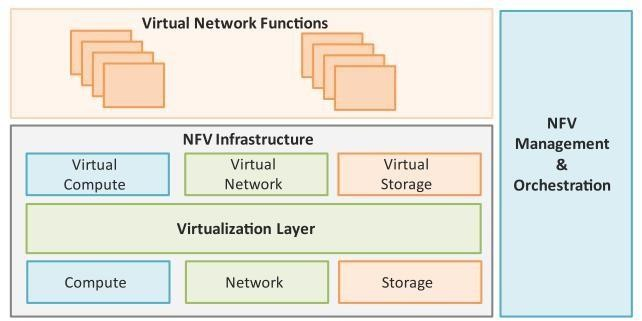 Virtual Network Functions
NFV Infrastructure
Virtual
Compute
Virtual
Network
Virtual
Storage
Virtualization Layer
Compute
Network
Storage
NFV
Management
&
Orchestration